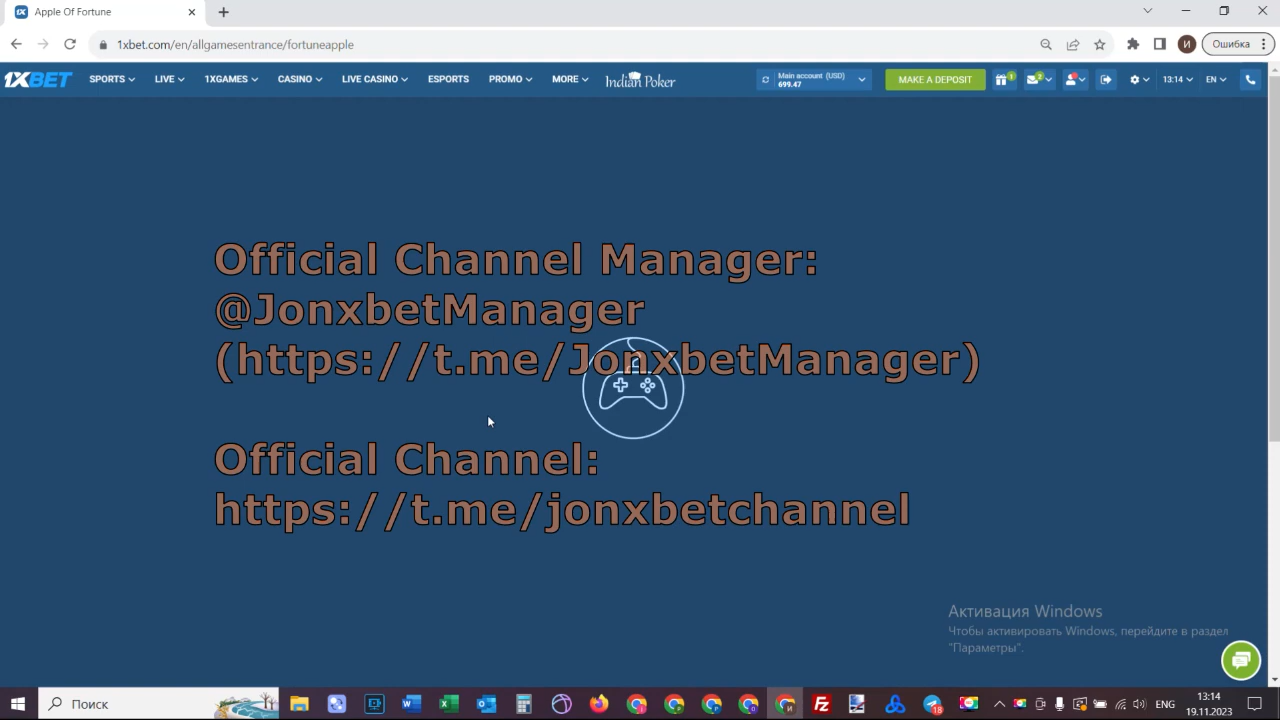 Apple Of Fortune
1xbet.com/en/allgamesentrance/fortuneapple
Ошибка
1XBET
SPORTS
LIVE
1XGAMES
CASINO
LIVE CASINO
ESPORTS
PROMO
MORE
Indian Poker
Main account (USD)
699.47
MAKE A DEPOSIT
1
2
13:14
EN
Official Channel Manager:
@JonxbetManager
(https://t.me/JonxbetManager)
Official Channel:
https://t.me/jonxbetchannel
Активация Windows
Чтобы активировать Windows, перейдите в раздел
"Параметры".
Поиск
18
ENG
13:14
19.11.2023